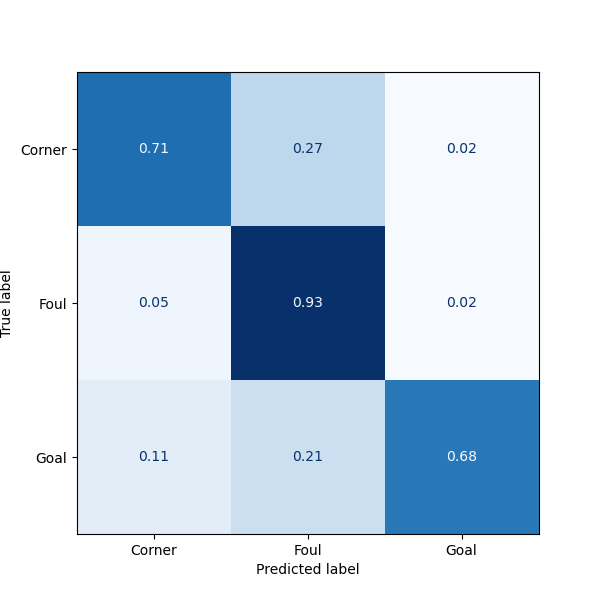 Corner 0.71 0.27 0.02
Foul 0.05 0.93 0.02
Goal 0.11 0.21 0.68
Corner Foul Goal
Predicted label
True label